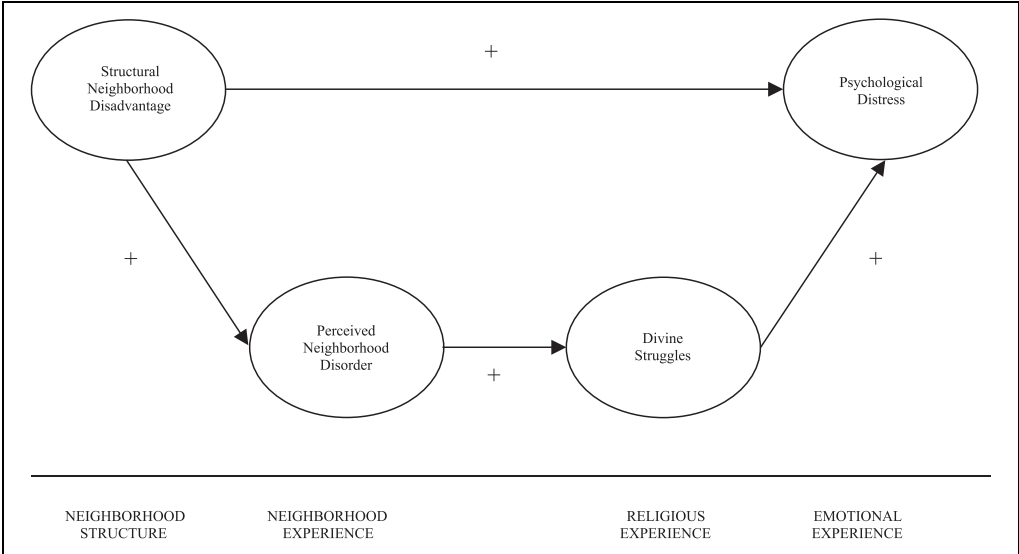 +
Structural
Neighborhood
Disadvantage
Psychological
Distress
+
+
Perceived
Neighborhood
Disorder
Divine
Struggles
+
NEIGHBORHOOD
STRUCTURE
NEIGHBORHOOD
EXPERIENCE
RELIGIOUS
EXPERIENCE
EMOTIONAL
EXPERIENCE